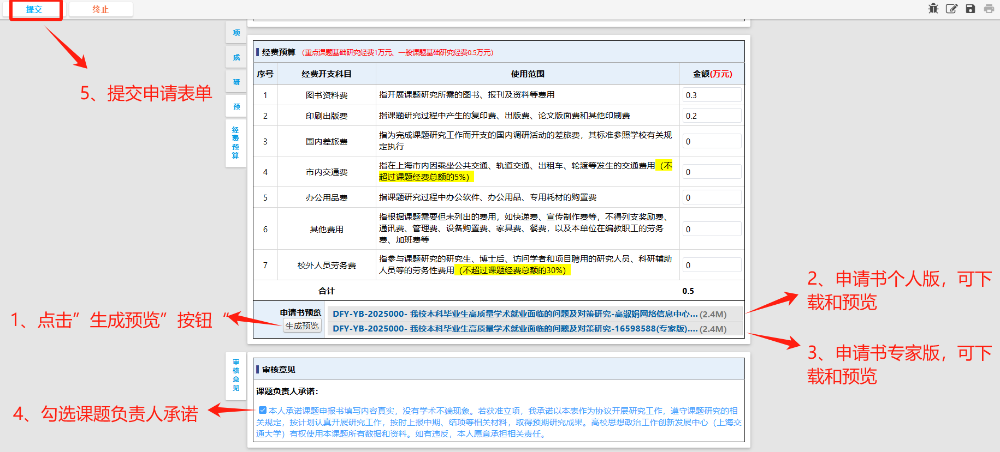 提交
终止
5、提交申请表单
项
成
研
预
经费预算
经费预算 （重点课题基础研究经费1万元、一般课题基础研究经费0.5万元）
序号 经费开支科目 使用范围 金额(万元)
1 图书资料费 指开展课题研究所需的图书、报刊及资料等费用 0.3
2 印刷出版费 指课题研究过程中产生的复印费、出版费、论文版面费和其他印刷费 0.2
3 国内差旅费 指为完成课题研究工作而开支的国内调研活动的差旅费，其标准参照学校有关规
定执行 0
4 市内交通费 指在上海市内因乘坐公共交通、轨道交通、出租车、轮渡等发生的交通费用（不
超过课题经费总额的5%） 0
5 办公用品费 指课题研究过程中办公软件、办公用品、专用耗材的购置费 0
6 其他费用 指根据课题需要但未列出的费用，如快递费、宣传制作费等，不得列支奖励费、
通讯费、管理费、设备购置费、家具费、餐费，以及本单位在编教职工的劳务
费、加班费等 0
7 校外人员劳务费 指参与课题研究的研究生、博士后、访问学者和项目聘用的研究人员、科研辅助
人员等的劳务性费用（不超过课题经费总额的30%） 0
合计 0.5
申请书预览
生成预览
DFY-YB-2025000- 我校本科毕业生高质量学术就业面临的问题及对策研究-高淑娟网络信息中心... (2.4M)
DFY-YB-2025000- 我校本科毕业生高质量学术就业面临的问题及对策研究-16598588(专家版).... (2.4M)
1、点击”生成预览”按钮“
2、申请书个人版，可下
载和预览
3、申请书专家版，可下
载和预览
审核意见
审核意见
课题负责人承诺：
本人承诺课题申报书填写内容真实，没有学术不端现象。若获准立项，我承诺以本表作为协议开展研究工作，遵守课题研究的相
关规定，按计划认真开展研究工作，按时上报中期、结项等相关材料，取得预期研究成果。高校思想政治工作创新发展中心（上海交
通大学）有权使用本课题所有数据和资料。如有违反，本人愿意承担相关责任。
4、勾选课题负责人承诺